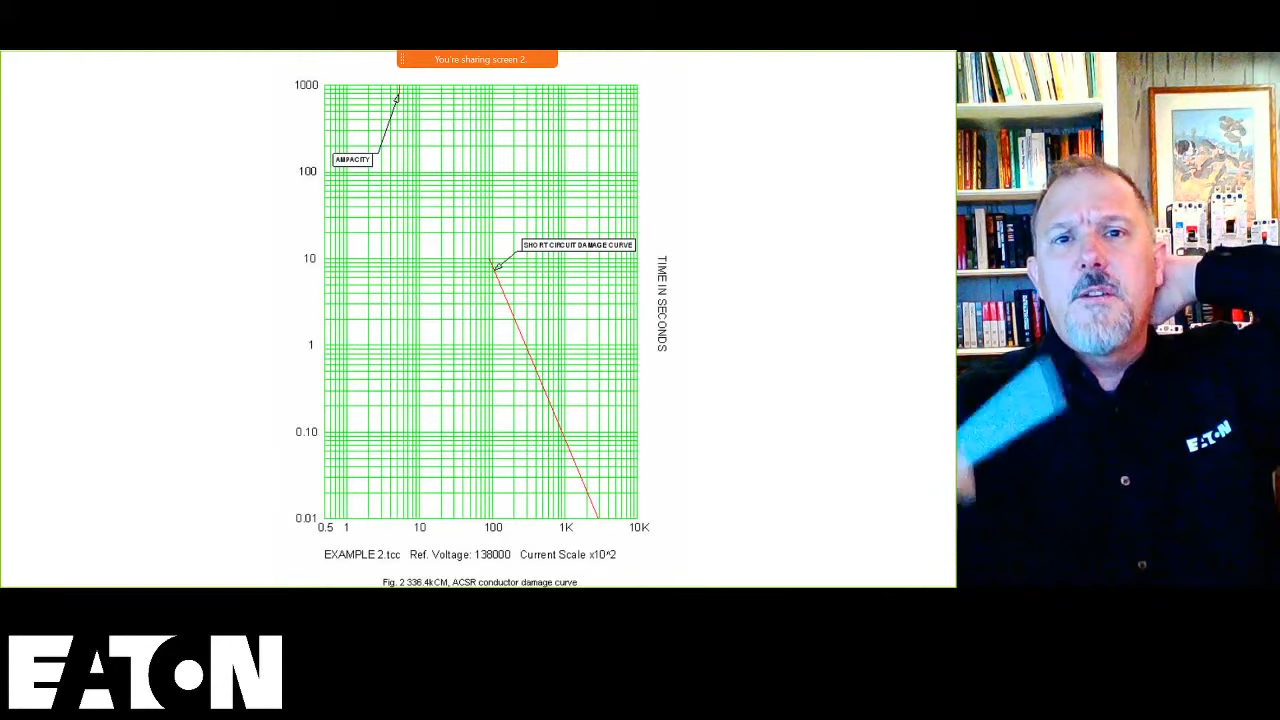 You're sharing screen 2.
1000
AMPACITY
100
SHORT CIRCUIT DAMAGE CURVE
10
TIME IN SECONDS
1
0.10
0.01
0.5 1 10 100 1K 10K
EXAMPLE 2.tcc Ref. Voltage: 138000 Current Scale x10^2
Fig. 2 336.4kCM, ACSR conductor damage curve
EATON
EATON